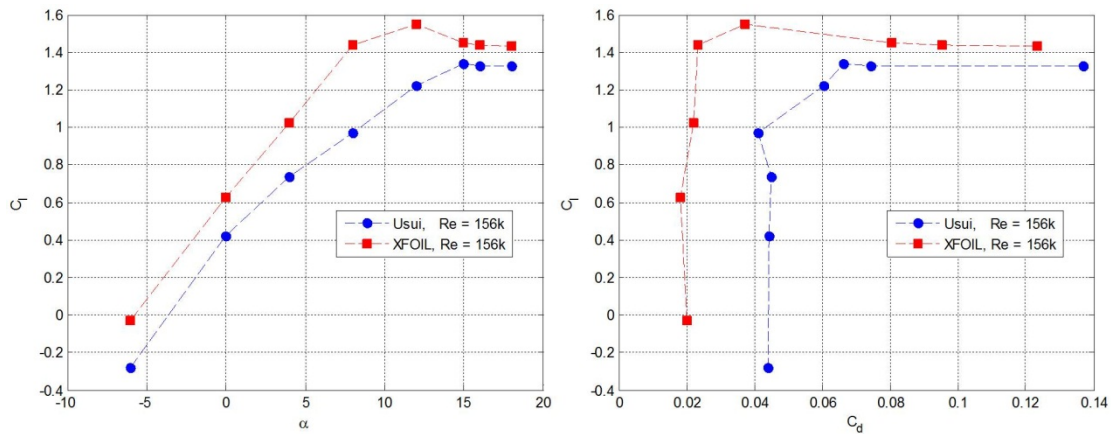 1.6
1.4
1.2
1
0.8
0.6
0.4
0.2
0
-0.2
-0.4
C_l
Usui, Re = 156k
XFOIL, Re = 156k
-10 -5 0 5 10 15 20
α
1.6
1.4
1.2
1
0.8
0.6
0.4
0.2
0
-0.2
-0.4
C_l
Usui, Re = 156k
XFOIL, Re = 156k
0 0.02 0.04 0.06 0.08 0.1 0.12 0.14
C_d